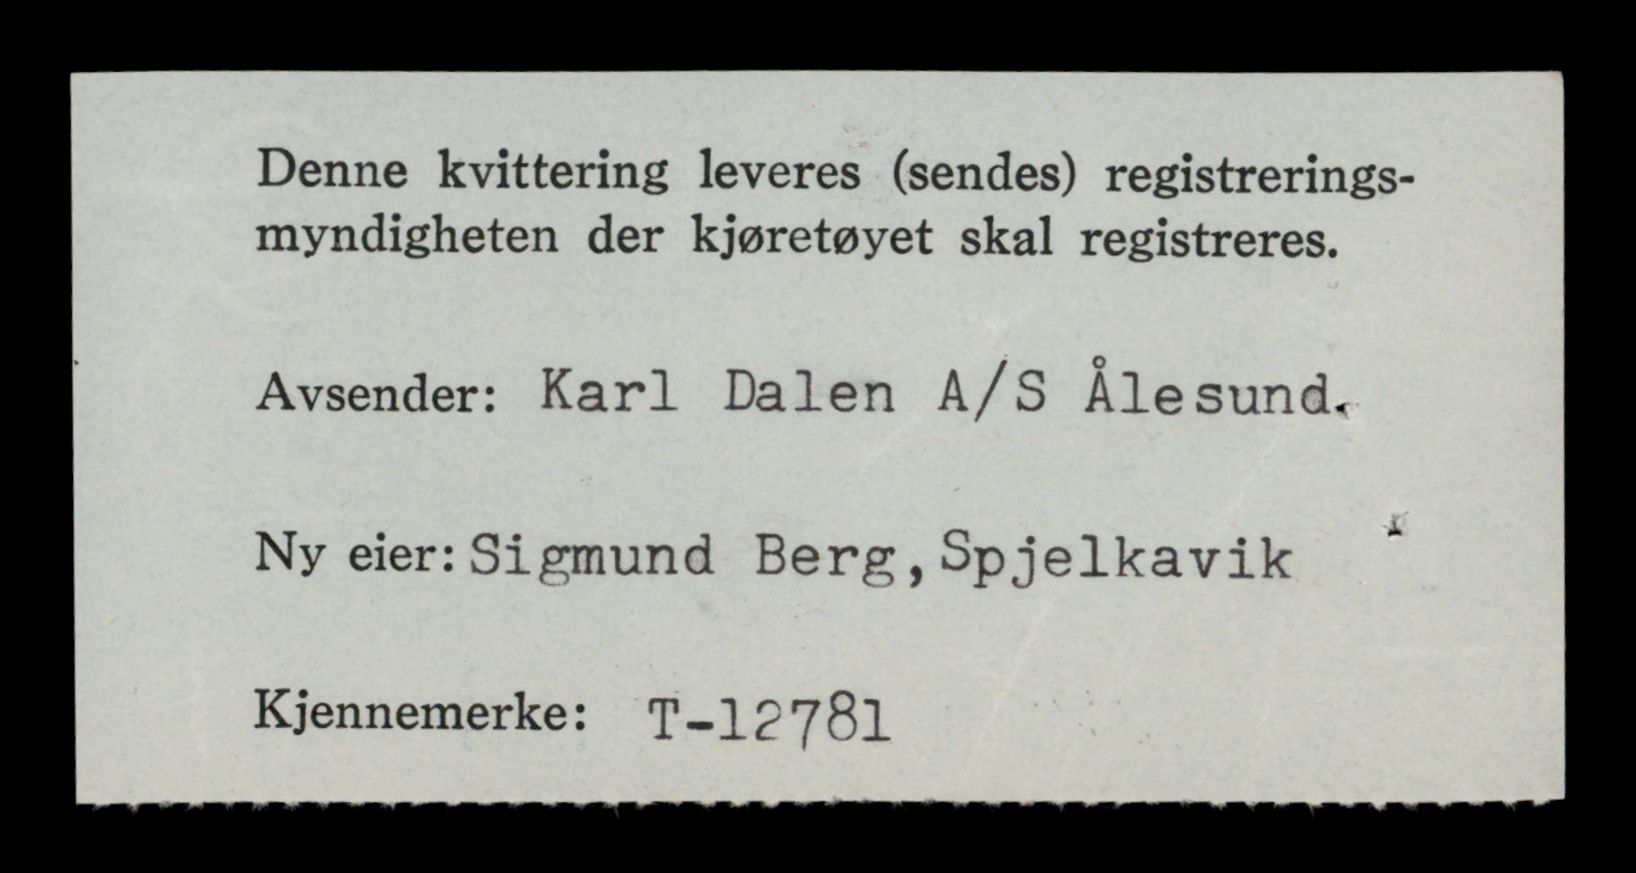 Denne kvittering leveres (sendes) registrerings-
myndigheten der kjøretøyet skal registreres.
Avsender: Karl Dalen A/S Ålesund.
Ny eier: Sigmund Berg, Spjelkavik
Kjennemerke: T-12781